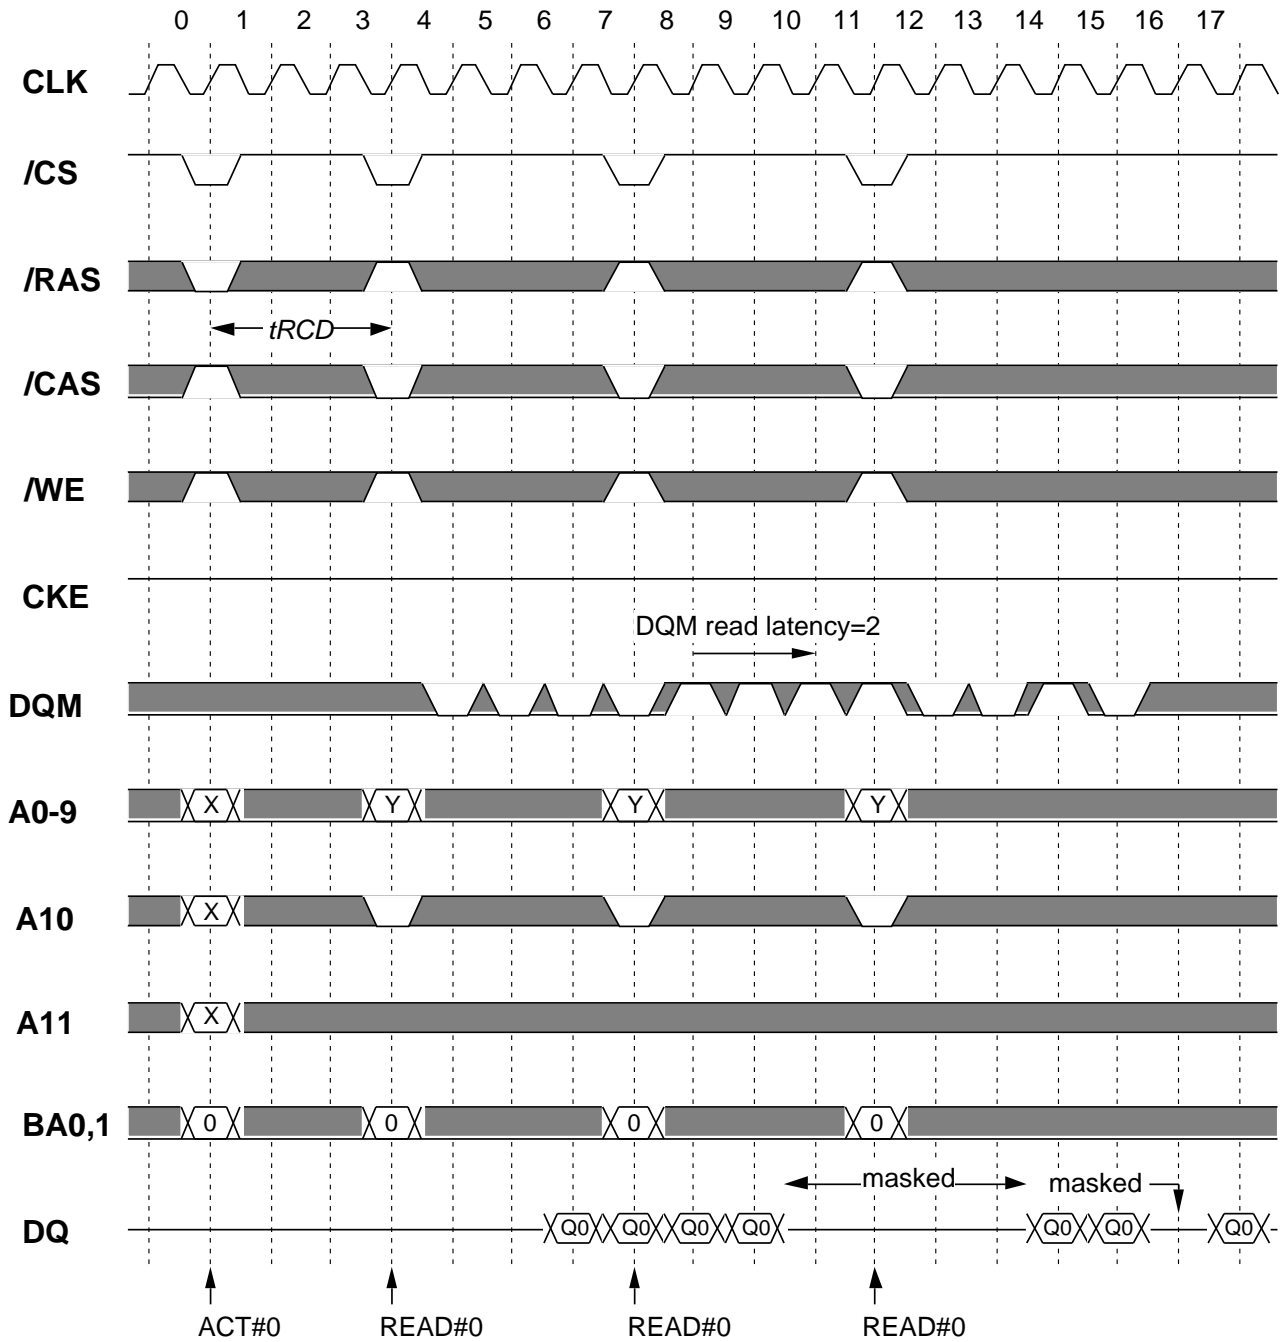 0 1 2 3 4 5 6 7 8 9 10 11 12 13 14 15 16 17
CLK
/CS
/RAS
tRCD
/CAS
/WE
CKE
DQM read latency=2
DQM
A0-9 X Y Y Y
A10 X
A11 X
BA0,1 0 0 0 0
masked masked
DQ Q0 Q0 Q0 Q0 Q0 Q0 Q0
ACT#0 READ#0 READ#0 READ#0